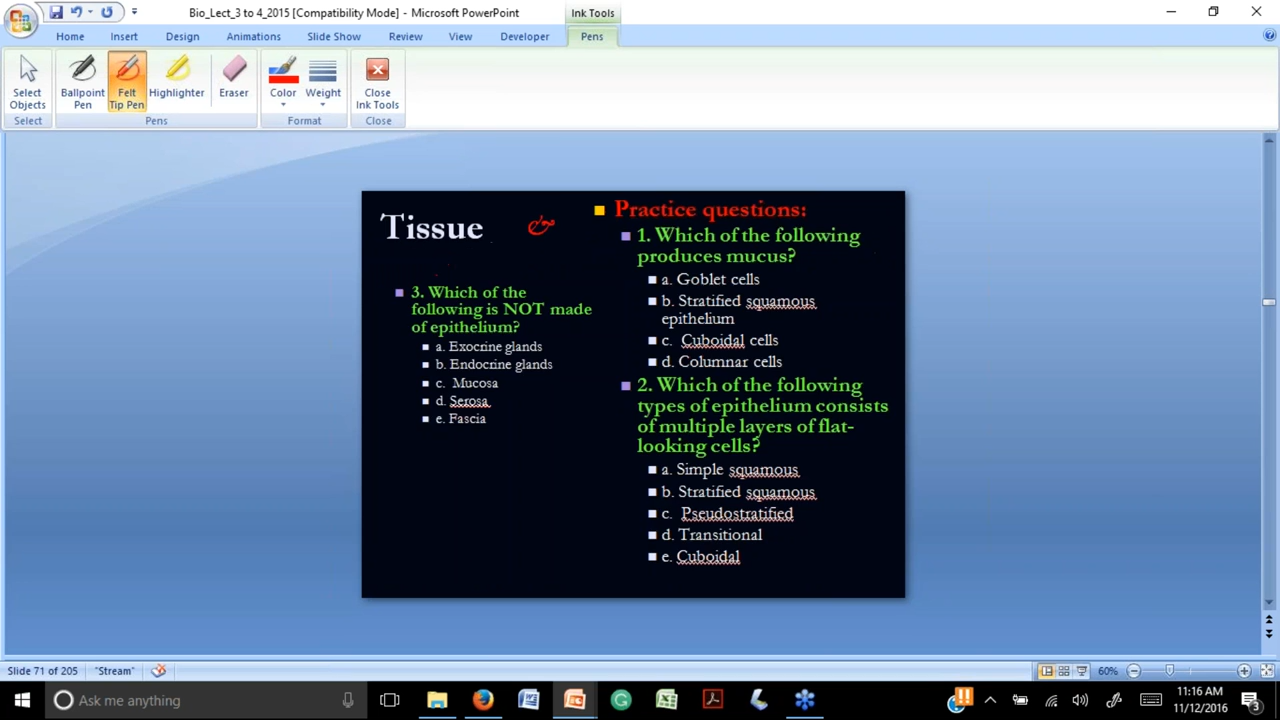 Bio_Lect_3 to 4_2015 [Compatibility Mode] - Microsoft PowerPoint
Ink Tools
Home Insert Design Animations Slide Show Review View Developer Pens
Select Objects
Ballpoint Pen
Felt Tip Pen
Highlighter
Eraser
Color
Weight
Close Ink Tools
Select Pens Format Close
Tissue
3. Which of the
following is NOT made
of epithelium?
a. Exocrine glands
b. Endocrine glands
c. Mucosa
d. Serosa
e. Fascia
Practice questions:
1. Which of the following
produces mucus?
a. Goblet cells
b. Stratified squamous
epithelium
c. Cuboidal cells
d. Columnar cells
2. Which of the following
types of epithelium consists
of multiple layers of flat-
looking cells?
a. Simple squamous
b. Stratified squamous
c. Pseudostratified
d. Transitional
e. Cuboidal
Slide 71 of 205 "Stream" 60%
Ask me anything
11:16 AM
11/12/2016
3